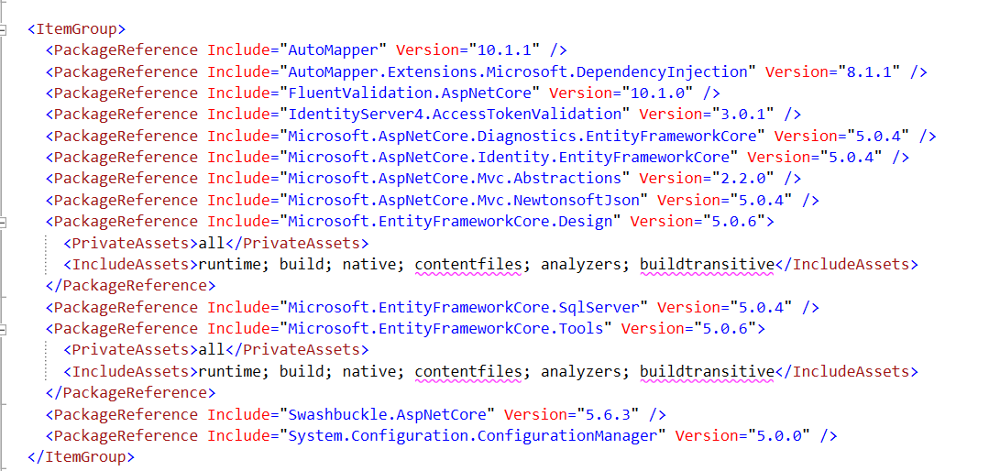 <ItemGroup>
<PackageReference Include="AutoMapper" Version="10.1.1" />
<PackageReference Include="AutoMapper.Extensions.Microsoft.DependencyInjection" Version="8.1.1" />
<PackageReference Include="FluentValidation.AspNetCore" Version="10.1.0" />
<PackageReference Include="IdentityServer4.AccessTokenValidation" Version="3.0.1" />
<PackageReference Include="Microsoft.AspNetCore.Diagnostics.EntityFrameworkCore" Version="5.0.4" />
<PackageReference Include="Microsoft.AspNetCore.Identity.EntityFrameworkCore" Version="5.0.4" />
<PackageReference Include="Microsoft.AspNetCore.Mvc.Abstractions" Version="2.2.0" />
<PackageReference Include="Microsoft.AspNetCore.Mvc.NewtonsoftJson" Version="5.0.4" />
<PackageReference Include="Microsoft.EntityFrameworkCore.Design" Version="5.0.6">
<PrivateAssets>all</PrivateAssets>
<IncludeAssets>runtime; build; native; contentfiles; analyzers; buildtransitive</IncludeAssets>
</PackageReference>
<PackageReference Include="Microsoft.EntityFrameworkCore.SqlServer" Version="5.0.4" />
<PackageReference Include="Microsoft.EntityFrameworkCore.Tools" Version="5.0.6">
<PrivateAssets>all</PrivateAssets>
<IncludeAssets>runtime; build; native; contentfiles; analyzers; buildtransitive</IncludeAssets>
</PackageReference>
<PackageReference Include="Swashbuckle.AspNetCore" Version="5.6.3" />
<PackageReference Include="System.Configuration.ConfigurationManager" Version="5.0.0" />
</ItemGroup>